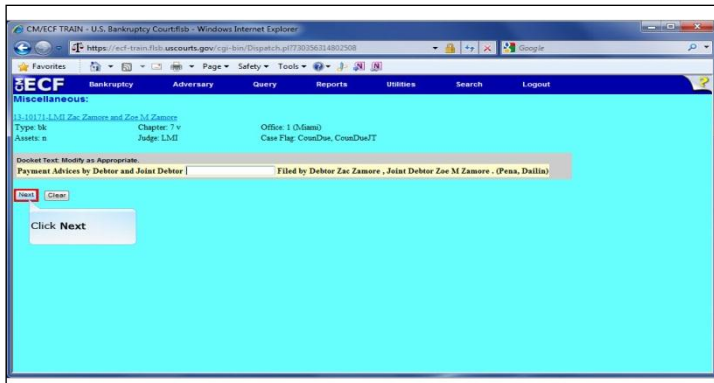 CM/ECF TRAIN - U.S. Bankruptcy Court:flsb - Windows Internet Explorer
https://ecf-train.flsb.uscourts.gov/cgi-bin/Dispatch.pl?730356314802508
Google
Favorites Page Safety Tools
ECF Bankruptcy Adversary Query Reports Utilities Search Logout ?
Miscellaneous:
13-10171-LMI Zac Zamore and Zoe M Zamore
Type: bk Chapter: 7 v Office: 1 (Miami)
Assets: n Judge: LMI Case Flag: CounDue, CounDueJT
Docket Text: Modify as Appropriate.
Payment Advices by Debtor and Joint Debtor Filed by Debtor Zac Zamore , Joint Debtor Zoe M Zamore . (Pena, Dailin)
Next Clear
Click Next